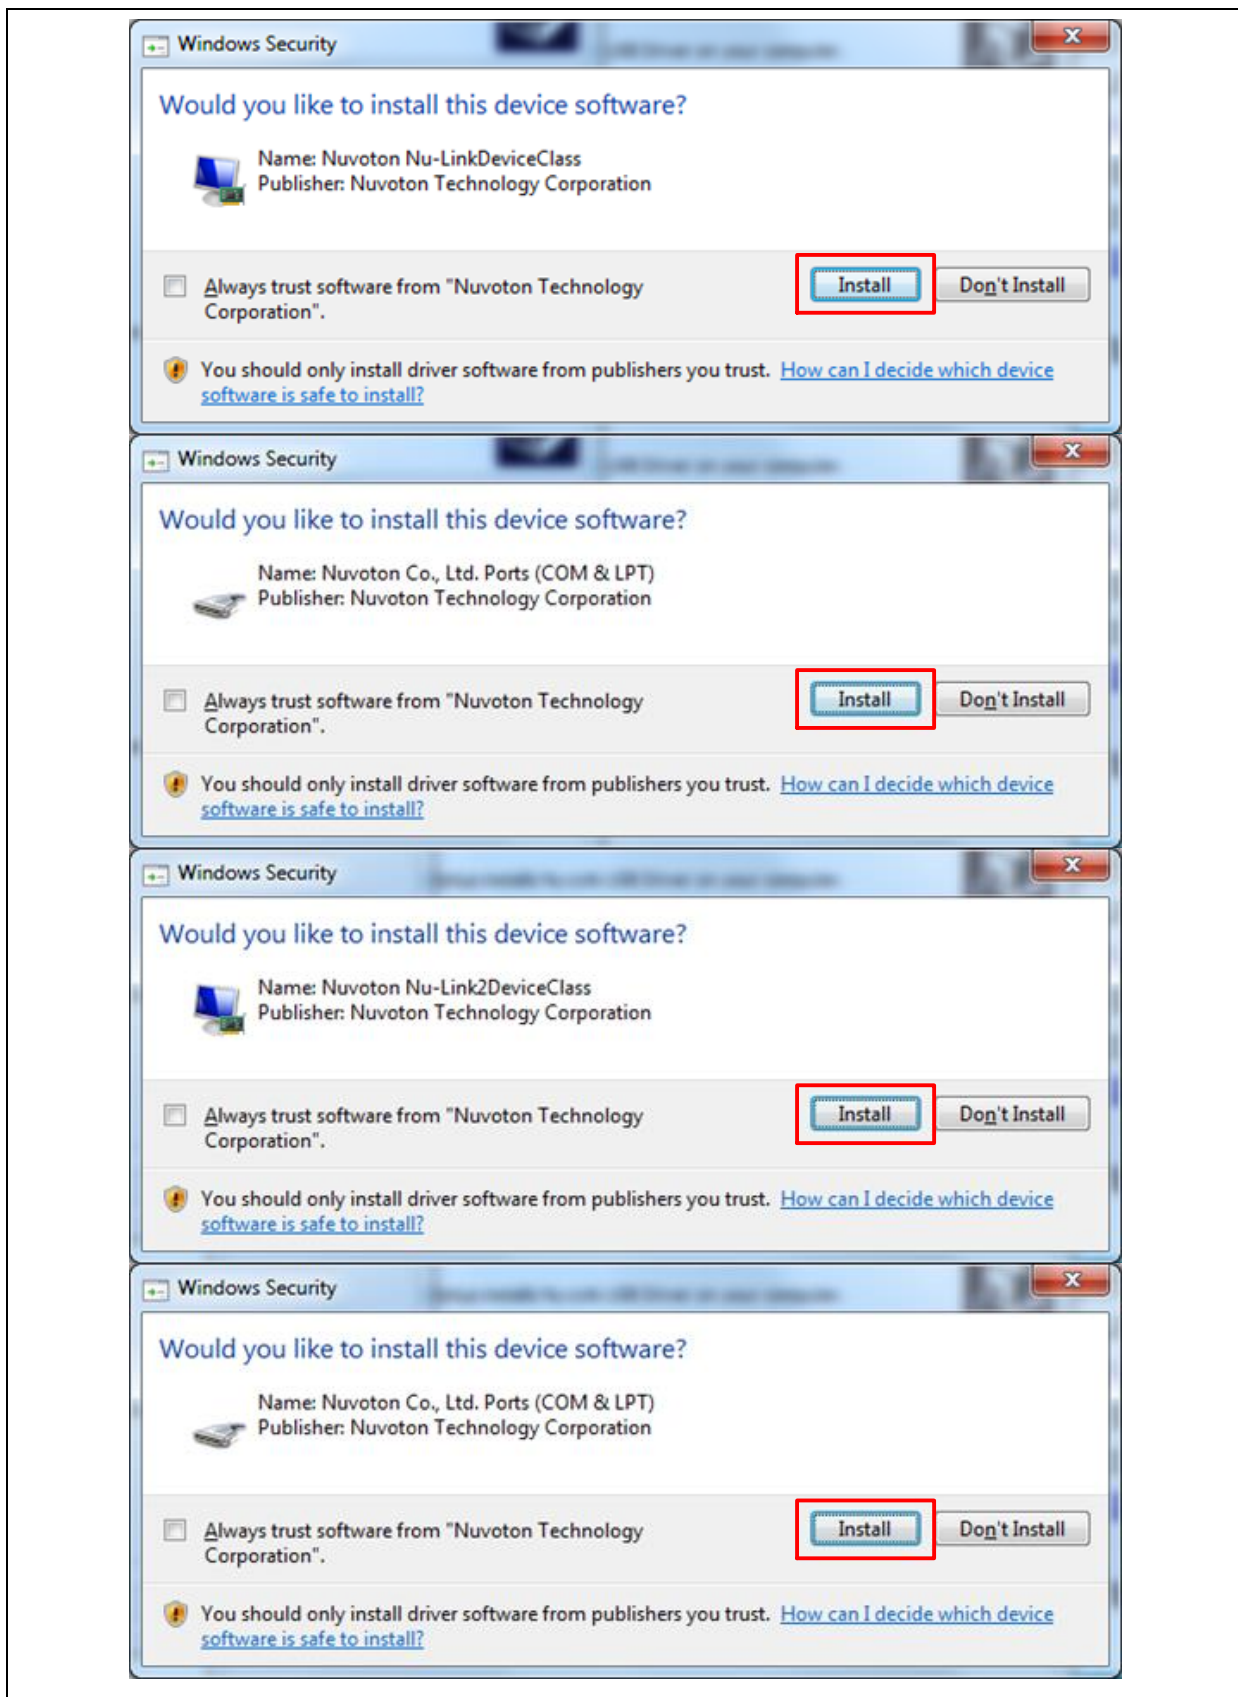 Windows Security
Would you like to install this device software?
Name: Nuvoton Nu-LinkDeviceClass
Publisher: Nuvoton Technology Corporation
Always trust software from "Nuvoton Technology
Corporation".
Install
Don't Install
You should only install driver software from publishers you trust. How can I decide which device
software is safe to install?
Windows Security
Would you like to install this device software?
Name: Nuvoton Co., Ltd. Ports (COM & LPT)
Publisher: Nuvoton Technology Corporation
Always trust software from "Nuvoton Technology
Corporation".
Install
Don't Install
You should only install driver software from publishers you trust. How can I decide which device
software is safe to install?
Windows Security
Would you like to install this device software?
Name: Nuvoton Nu-Link2DeviceClass
Publisher: Nuvoton Technology Corporation
Always trust software from "Nuvoton Technology
Corporation".
Install
Don't Install
You should only install driver software from publishers you trust. How can I decide which device
software is safe to install?
Windows Security
Would you like to install this device software?
Name: Nuvoton Co., Ltd. Ports (COM & LPT)
Publisher: Nuvoton Technology Corporation
Always trust software from "Nuvoton Technology
Corporation".
Install
Don't Install
You should only install driver software from publishers you trust. How can I decide which device
software is safe to install?